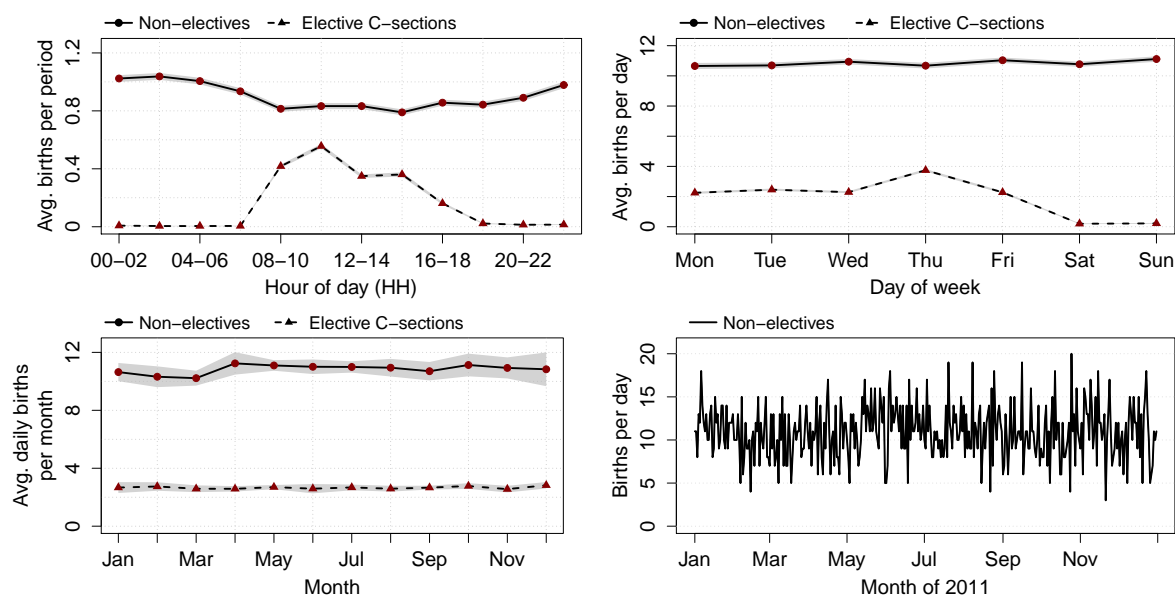 Non−electives Elective C−sections
Avg. births per period
0 0.4 0.8 1.2
00−02 04−06 08−10 12−14 16−18 20−22
Hour of day (HH)
Non−electives Elective C−sections
Avg. births per day
0 4 8 12
Mon Tue Wed Thu Fri Sat Sun
Day of week
Non−electives Elective C−sections
Avg. daily births
per month
0 4 8 12
Jan Mar May Jul Sep Nov
Month
Non−electives
Births per day
0 5 10 15 20
Jan Mar May Jul Sep Nov
Month of 2011